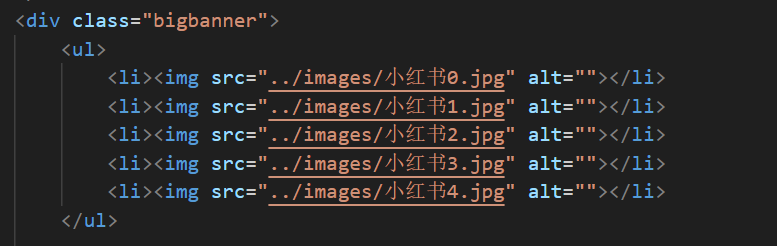 <div class="bigbanner">
<ul>
<li><img src="../images/小红书0.jpg" alt=""></li>
<li><img src="../images/小红书1.jpg" alt=""></li>
<li><img src="../images/小红书2.jpg" alt=""></li>
<li><img src="../images/小红书3.jpg" alt=""></li>
<li><img src="../images/小红书4.jpg" alt=""></li>
</ul>